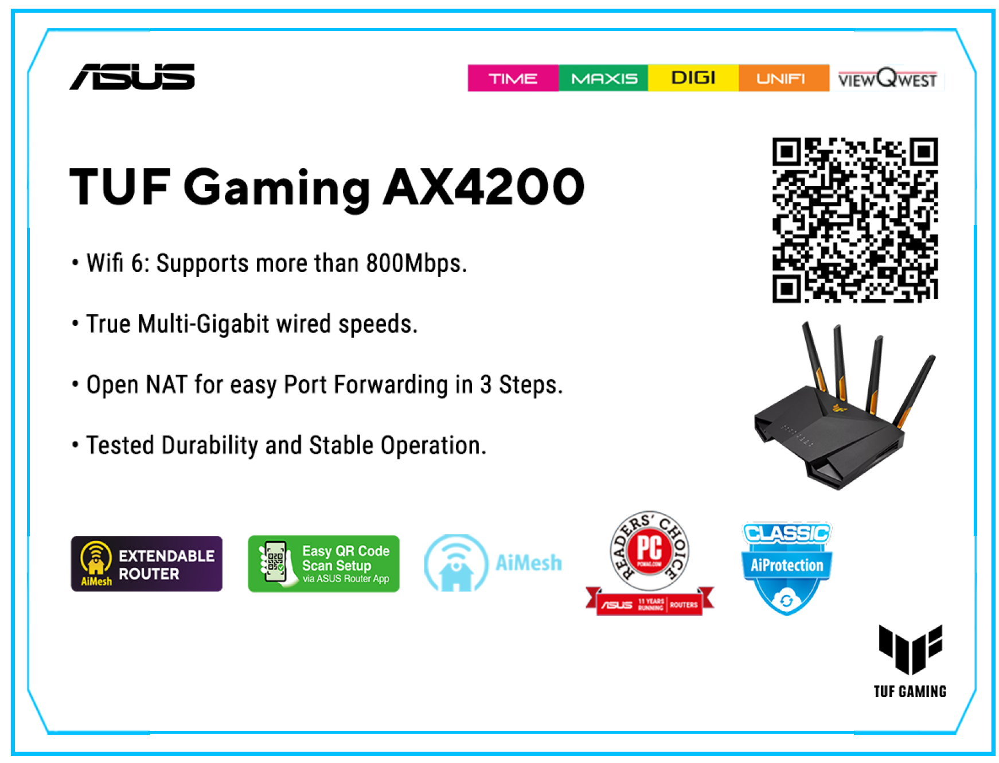 ASUS
TIME MAXIS DIGI UNIFI VIEWQWEST
TUF Gaming AX4200
• Wifi 6: Supports more than 800Mbps.
• True Multi-Gigabit wired speeds.
• Open NAT for easy Port Forwarding in 3 Steps.
• Tested Durability and Stable Operation.
AiMesh
EXTENDABLE
ROUTER
Easy QR Code
Scan Setup
via ASUS Router App
AiMesh
READERS' CHOICE
PC
PCMAG.COM
ASUS 11 YEARS RUNNING ROUTERS
CLASSIC
AiProtection
TUF GAMING